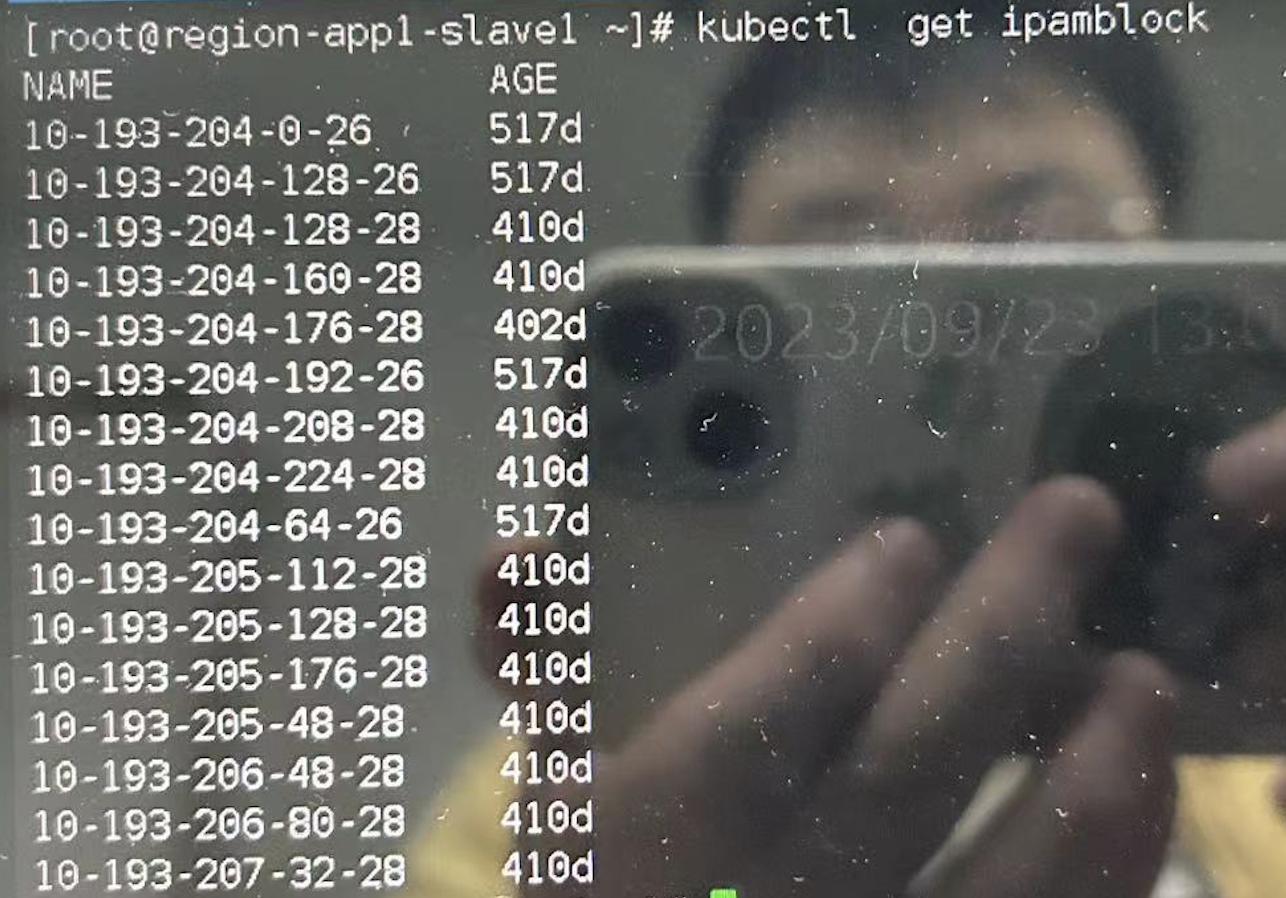 [root@region-app1-slave1 ~]# kubectl  get ipamblock
NAME                 AGE
10-193-204-0-26      517d
10-193-204-128-26    517d
10-193-204-128-28    410d
10-193-204-160-28    410d
10-193-204-176-28    402d
10-193-204-192-26    517d
10-193-204-208-28    410d
10-193-204-224-28    410d
10-193-204-64-26     517d
10-193-205-112-28    410d
10-193-205-128-28    410d
10-193-205-176-28    410d
10-193-205-48-28     410d
10-193-206-48-28     410d
10-193-206-80-28     410d
10-193-207-32-28     410d
2023/09/23